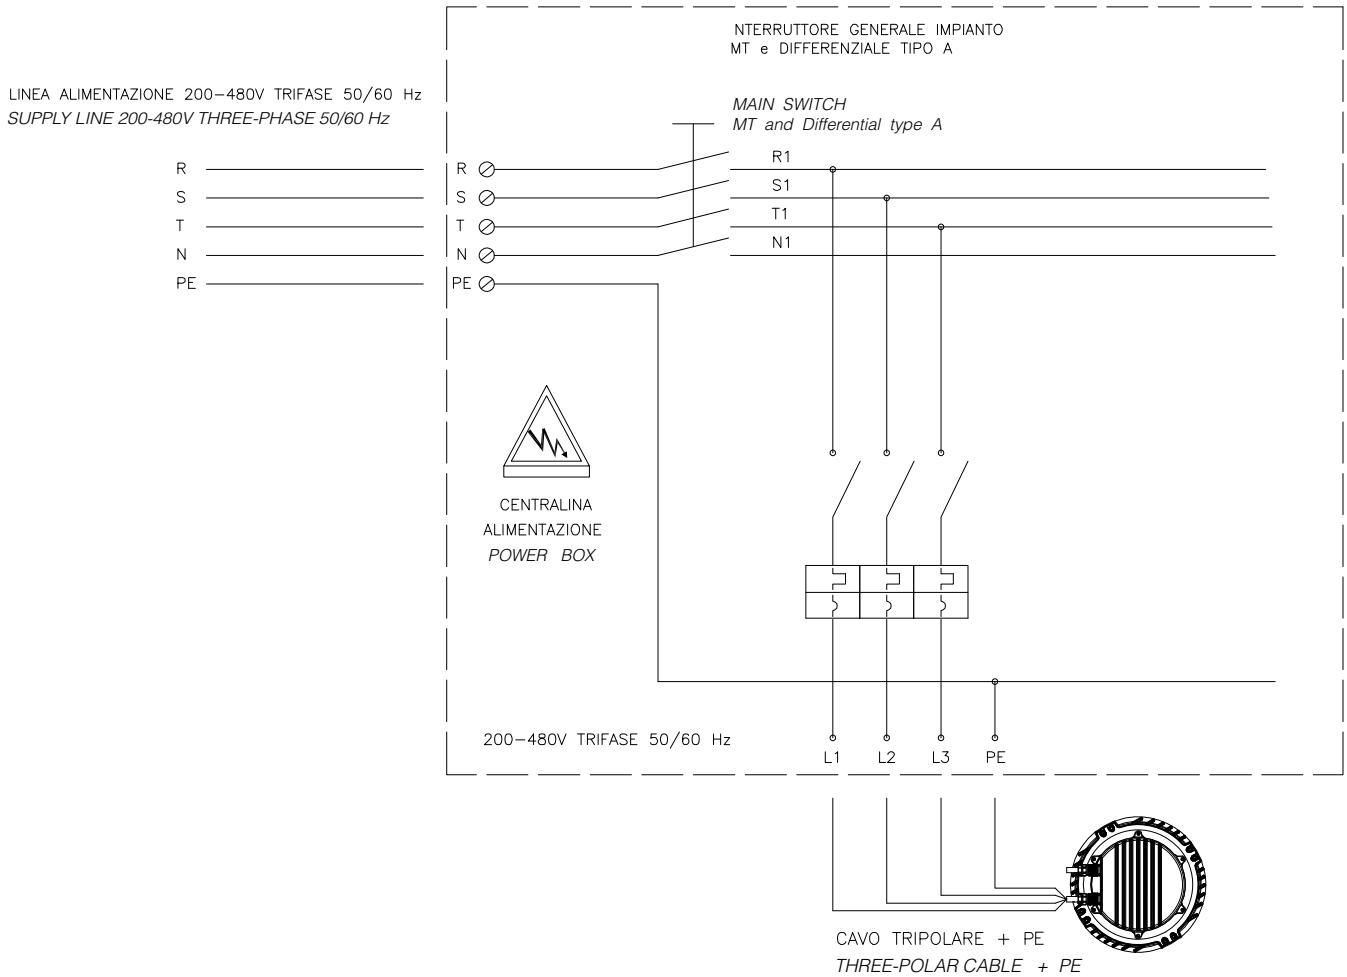 NTERRUTTORE GENERALE IMPIANTO
MT e DIFFERENZIALE TIPO A
LINEA ALIMENTAZIONE 200-480V TRIFASE 50/60 Hz
SUPPLY LINE 200-480V THREE-PHASE 50/60 Hz
MAIN SWITCH
MT and Differential type A
R R R1
S S S1
T T T1
N N N1
PE PE
CENTRALINA
ALIMENTAZIONE
POWER BOX
200-480V TRIFASE 50/60 Hz
L1 L2 L3 PE
CAVO TRIPOLARE + PE
THREE-POLAR CABLE + PE